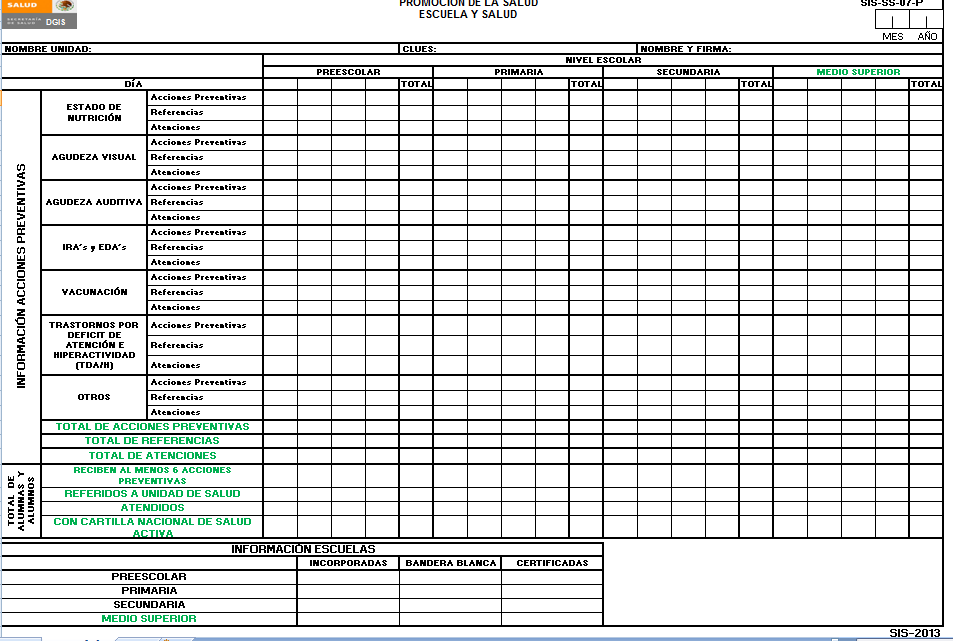 SALUD
SECRETARÍA
DE SALUD
DGIS
PROMOCIÓN DE LA SALUD
ESCUELA Y SALUD
SIS-SS-07-P
MES AÑO
NOMBRE UNIDAD: CLUES: NOMBRE Y FIRMA:
NIVEL ESCOLAR
PREESCOLAR PRIMARIA SECUNDARIA MEDIO SUPERIOR
DÍA TOTAL TOTAL TOTAL TOTAL
INFORMACIÓN ACCIONES PREVENTIVAS
ESTADO DE
NUTRICIÓN
Acciones Preventivas
Referencias
Atenciones
AGUDEZA VISUAL
Acciones Preventivas
Referencias
Atenciones
AGUDEZA AUDITIVA
Acciones Preventivas
Referencias
Atenciones
IRA´s y EDA´s
Acciones Preventivas
Referencias
Atenciones
VACUNACIÓN
Acciones Preventivas
Referencias
Atenciones
TRASTORNOS POR
DEFICIT DE
ATENCIÓN E
HIPERACTIVIDAD
(TDA/H)
Acciones Preventivas
Referencias
Atenciones
OTROS
Acciones Preventivas
Referencias
Atenciones
TOTAL DE ACCIONES PREVENTIVAS
TOTAL DE REFERENCIAS
TOTAL DE ATENCIONES
TOTAL DE
ALUMNAS Y
ALUMNOS
RECIBEN AL MENOS 6 ACCIONES
PREVENTIVAS
REFERIDOS A UNIDAD DE SALUD
ATENDIDOS
CON CARTILLA NACIONAL DE SALUD
ACTIVA
INFORMACIÓN ESCUELAS
INCORPORADAS BANDERA BLANCA CERTIFICADAS
PREESCOLAR
PRIMARIA
SECUNDARIA
MEDIO SUPERIOR
SIS-2013